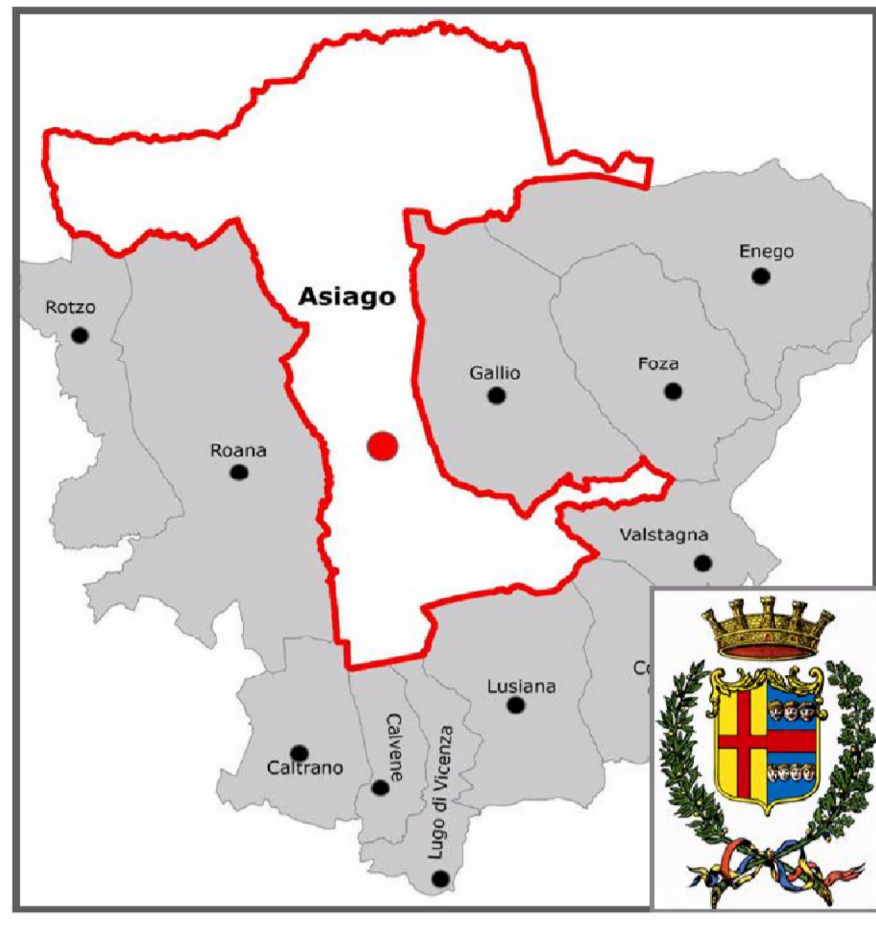 Enego
Asiago
Rotzo
Foza
Gallio
Roana
Valstagna
Lusiana
Calvene
Lugo di Vicenza
Caltrano